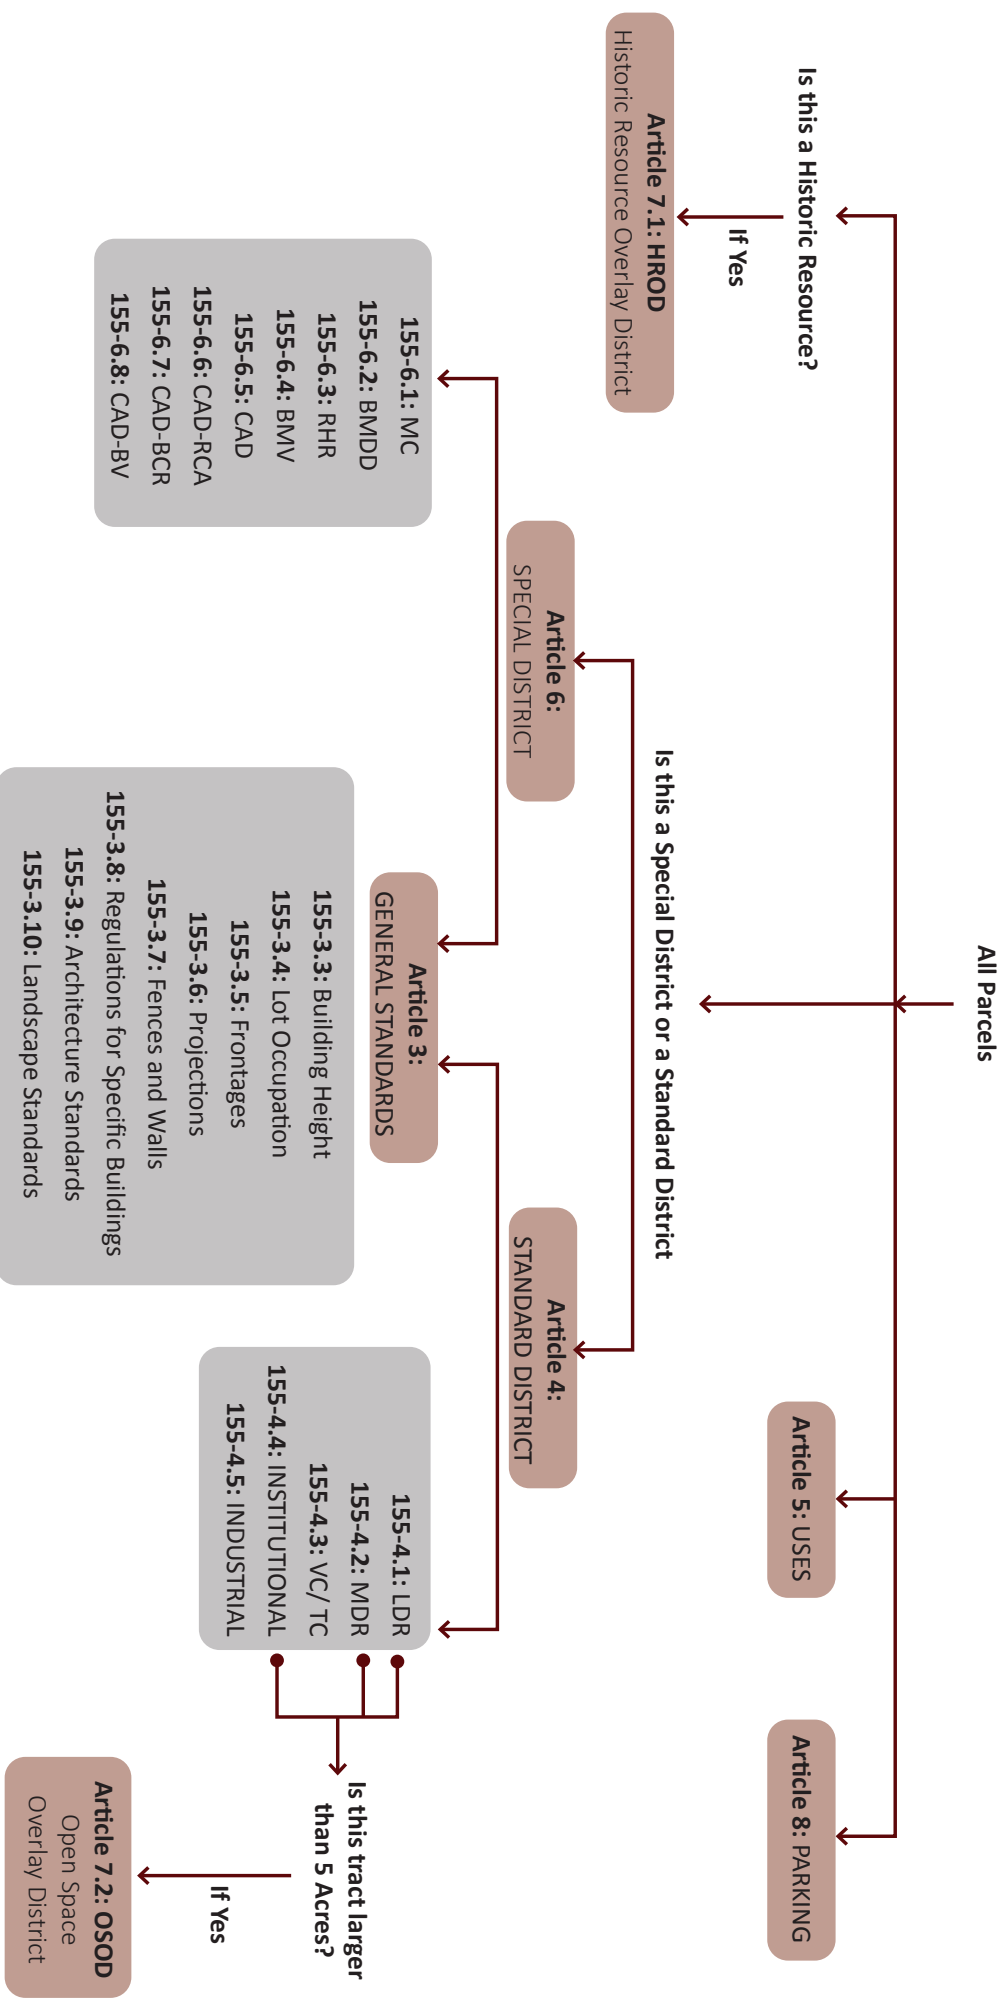 All Parcels
Is this a Historic Resource?
If Yes
Article 7.1: HROD
Historic Resource Overlay District
Is this a Special District or a Standard District
Article 5: USES
Article 8: PARKING
Article 6:
SPECIAL DISTRICT
Article 4:
STANDARD DISTRICT
155-6.1: MC
155-6.2: BMDD
155-6.3: RHR
155-6.4: BMV
155-6.5: CAD
155-6.6: CAD-RCA
155-6.7: CAD-BCR
155-6.8: CAD-BV
Article 3:
GENERAL STANDARDS
155-3.3: Building Height
155-3.4: Lot Occupation
155-3.5: Frontages
155-3.6: Projections
155-3.7: Fences and Walls
155-3.8: Regulations for Specific Buildings
155-3.9: Architecture Standards
155-3.10: Landscape Standards
155-4.1: LDR
155-4.2: MDR
155-4.3: VC/ TC
155-4.4: INSTITUTIONAL
155-4.5: INDUSTRIAL
Is this tract larger
than 5 Acres?
If Yes
Article 7.2: OSOD
Open Space
Overlay District